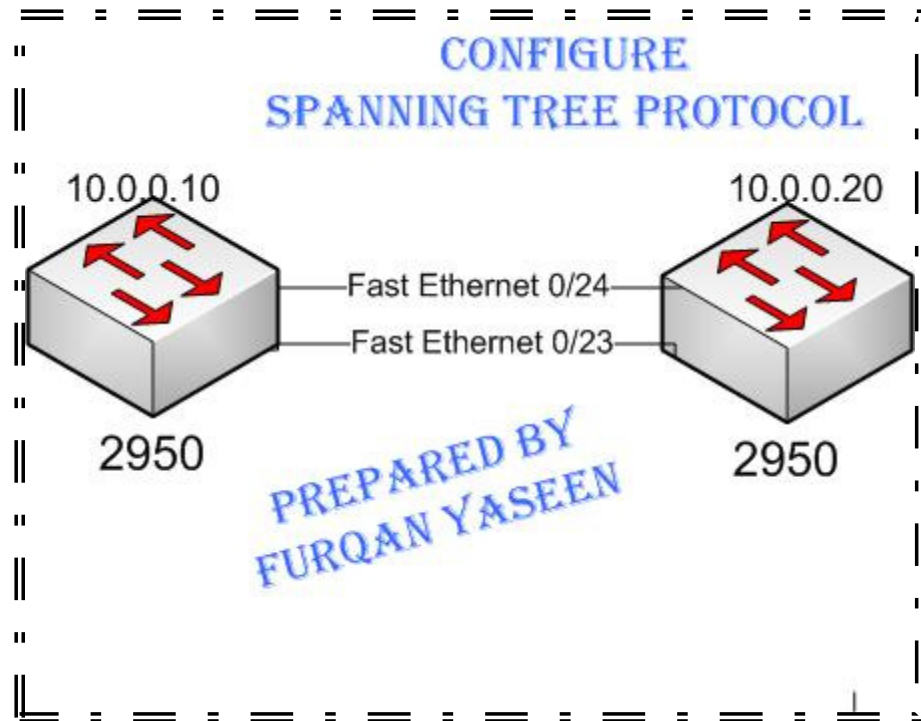 CONFIGURE
SPANNING TREE PROTOCOL
10.0.0.10
10.0.0.20
Fast Ethernet 0/24
Fast Ethernet 0/23
2950
2950
PREPARED BY
FURQAN YASEEN